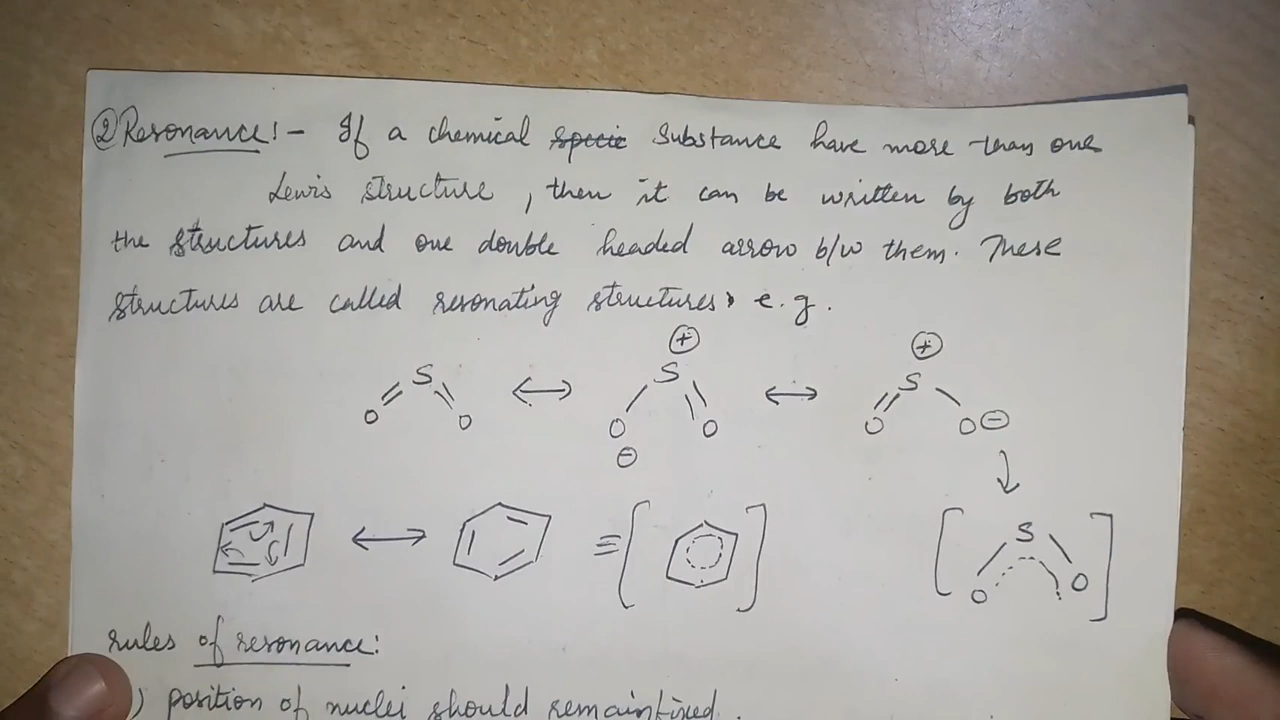 ② Resonance:- If a chemical specie Substance have more than one
Lewis structure, then it can be written by both
the structures and one double headed arrow b/w them. These
structures are called resonating structures. e.g.
⊕ ⊕
S ↔ S ↔ S
O O O O O O ⊖
⊖
↔ ≡ [ ] [ S
O O ]
rules of resonance:
) position of nuclei should remain fixed.